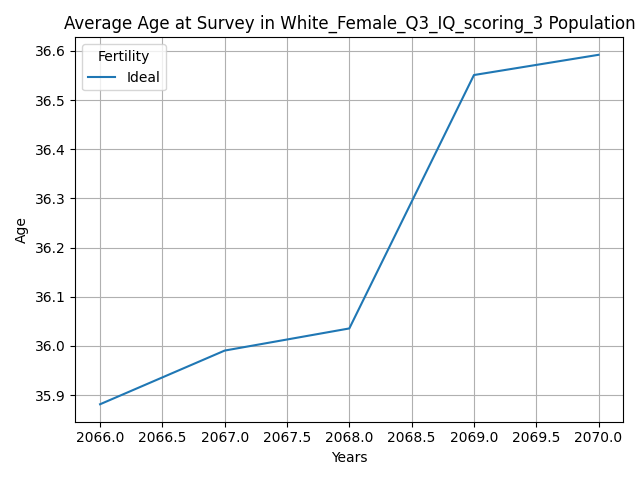 Average Age at Survey in White_Female_Q3_IQ_scoring_3 Population
Fertility
Ideal
36.6
36.5
36.4
36.3
36.2
36.1
36.0
35.9
Age
2066.0 2066.5 2067.0 2067.5 2068.0 2068.5 2069.0 2069.5 2070.0
Years